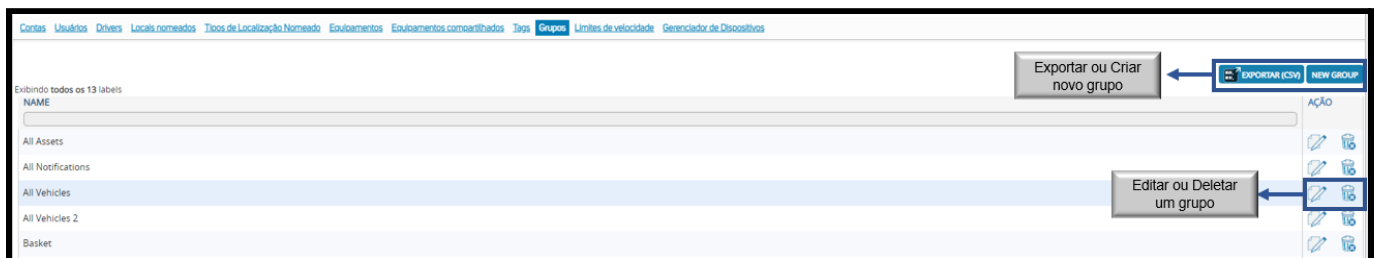 Contas Usuários Drivers Locais nomeados Tipos de Localização Nomeado Equipamentos Equipamentos compartilhados Tags Grupos Limites de velocidade Gerenciador de Dispositivos
Exportar ou Criar
novo grupo
EXPORTAR (CSV) NEW GROUP
Exibindo todos os 13 labels
NAME AÇÃO
All Assets
All Notifications
All Vehicles
Editar ou Deletar
um grupo
All Vehicles 2
Basket